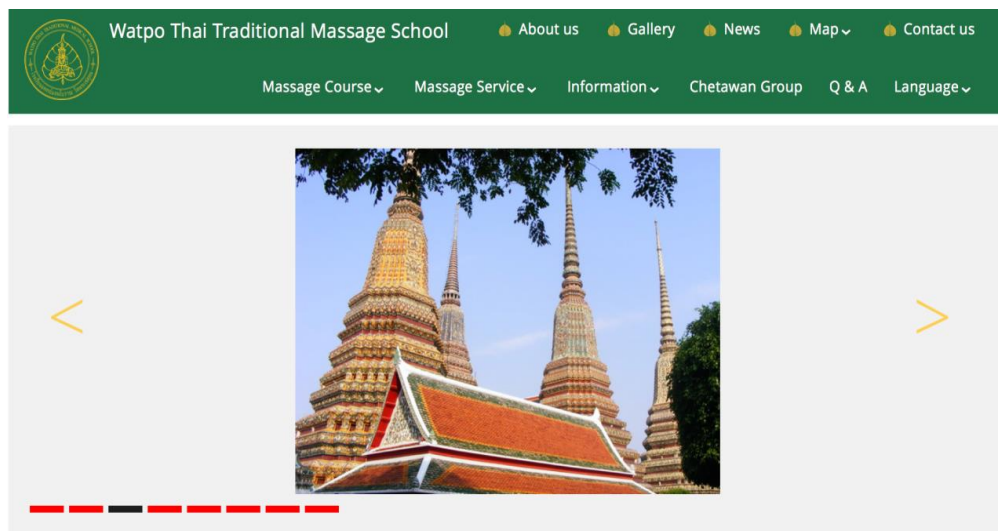 Watpo Thai Traditional Massage School About us Gallery News Map Contact us
Massage Course Massage Service Information Chetawan Group Q & A Language